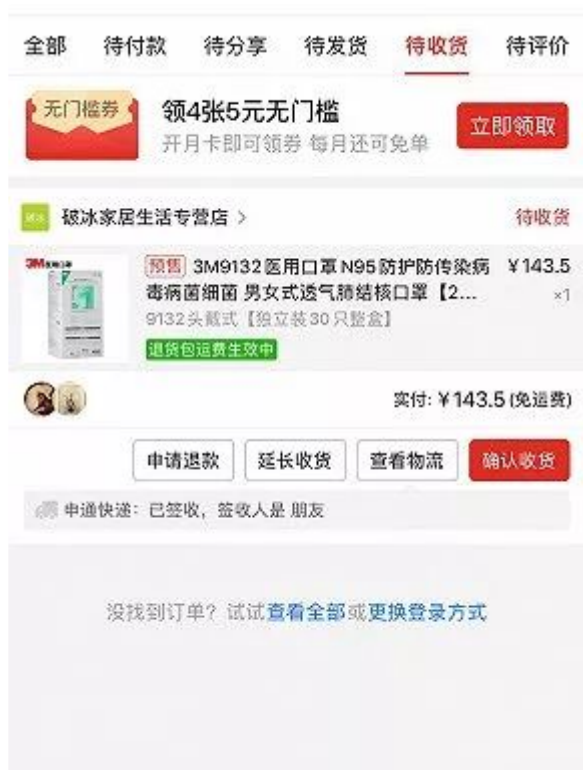 全部 待付款 待分享 待发货 待收货 待评价
无门槛券
领4张5元无门槛
开月卡即可领券 每月还可免单
立即领取
破冰 破冰家居生活专营店 >
待收货
3M医用口罩
预售 3M9132医用口罩N95防护防传染病 ¥143.5
毒病菌细菌 男女式透气肺结核口罩【2... ×1
9132头戴式【独立装30只整盒】
退货包运费生效中
实付: ¥143.5(免运费)
申请退款 延长收货 查看物流 确认收货
申通快递：已签收，签收人是 朋友
没找到订单？试试查看全部或更换登录方式